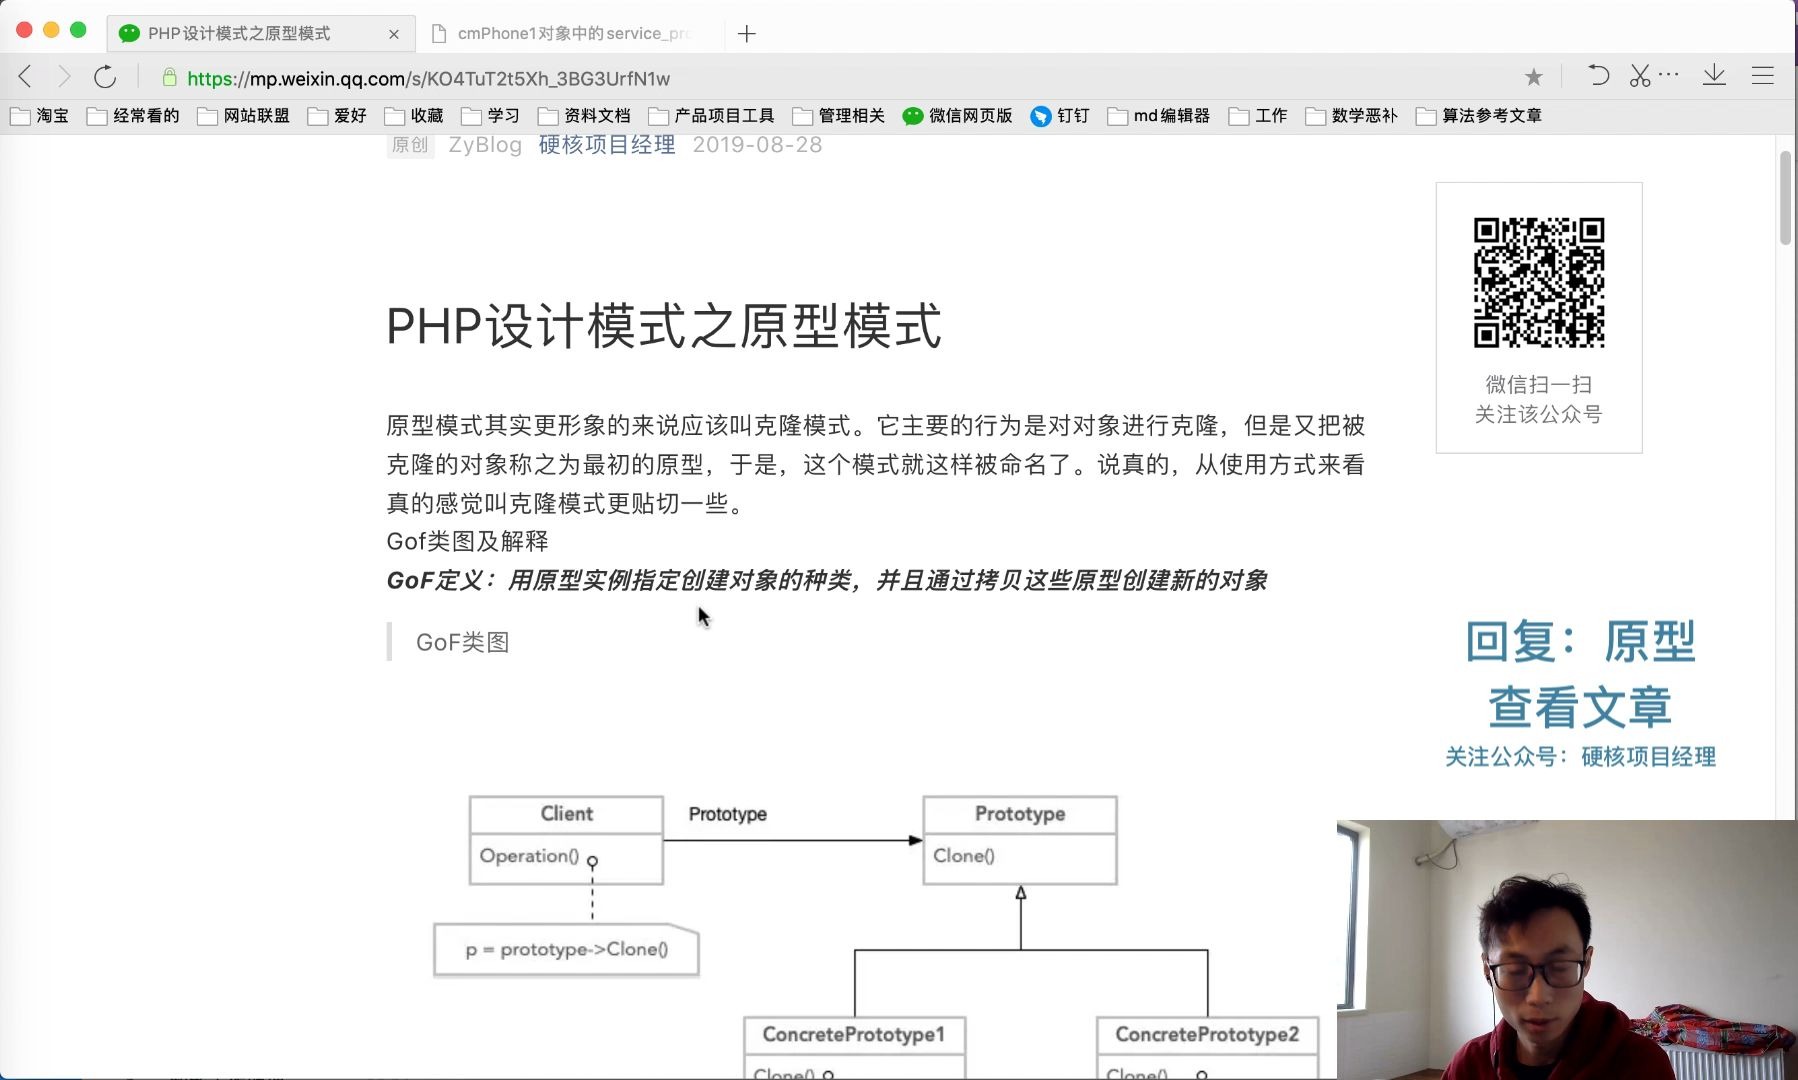 PHP设计模式之原型模式
cmPhone1对象中的service_pro
https://mp.weixin.qq.com/s/KO4TuT2t5Xh_3BG3UrfN1w
淘宝 经常看的 网站联盟 爱好 收藏 学习 资料文档 产品项目工具 管理相关 微信网页版 钉钉 md编辑器 工作 数学恶补 算法参考文章
原创 ZyBlog 硬核项目经理 2019-08-28
PHP设计模式之原型模式
原型模式其实更形象的来说应该叫克隆模式。它主要的行为是对对象进行克隆，但是又把被
克隆的对象称之为最初的原型，于是，这个模式就这样被命名了。说真的，从使用方式来看
真的感觉叫克隆模式更贴切一些。
Gof类图及解释
GoF定义：用原型实例指定创建对象的种类，并且通过拷贝这些原型创建新的对象
GoF类图
微信扫一扫
关注该公众号
回复：原型
查看文章
关注公众号：硬核项目经理
Client
Prototype
Prototype
Operation()
Clone()
p = prototype->Clone()
ConcretePrototype1
ConcretePrototype2
Clone()
Clone()